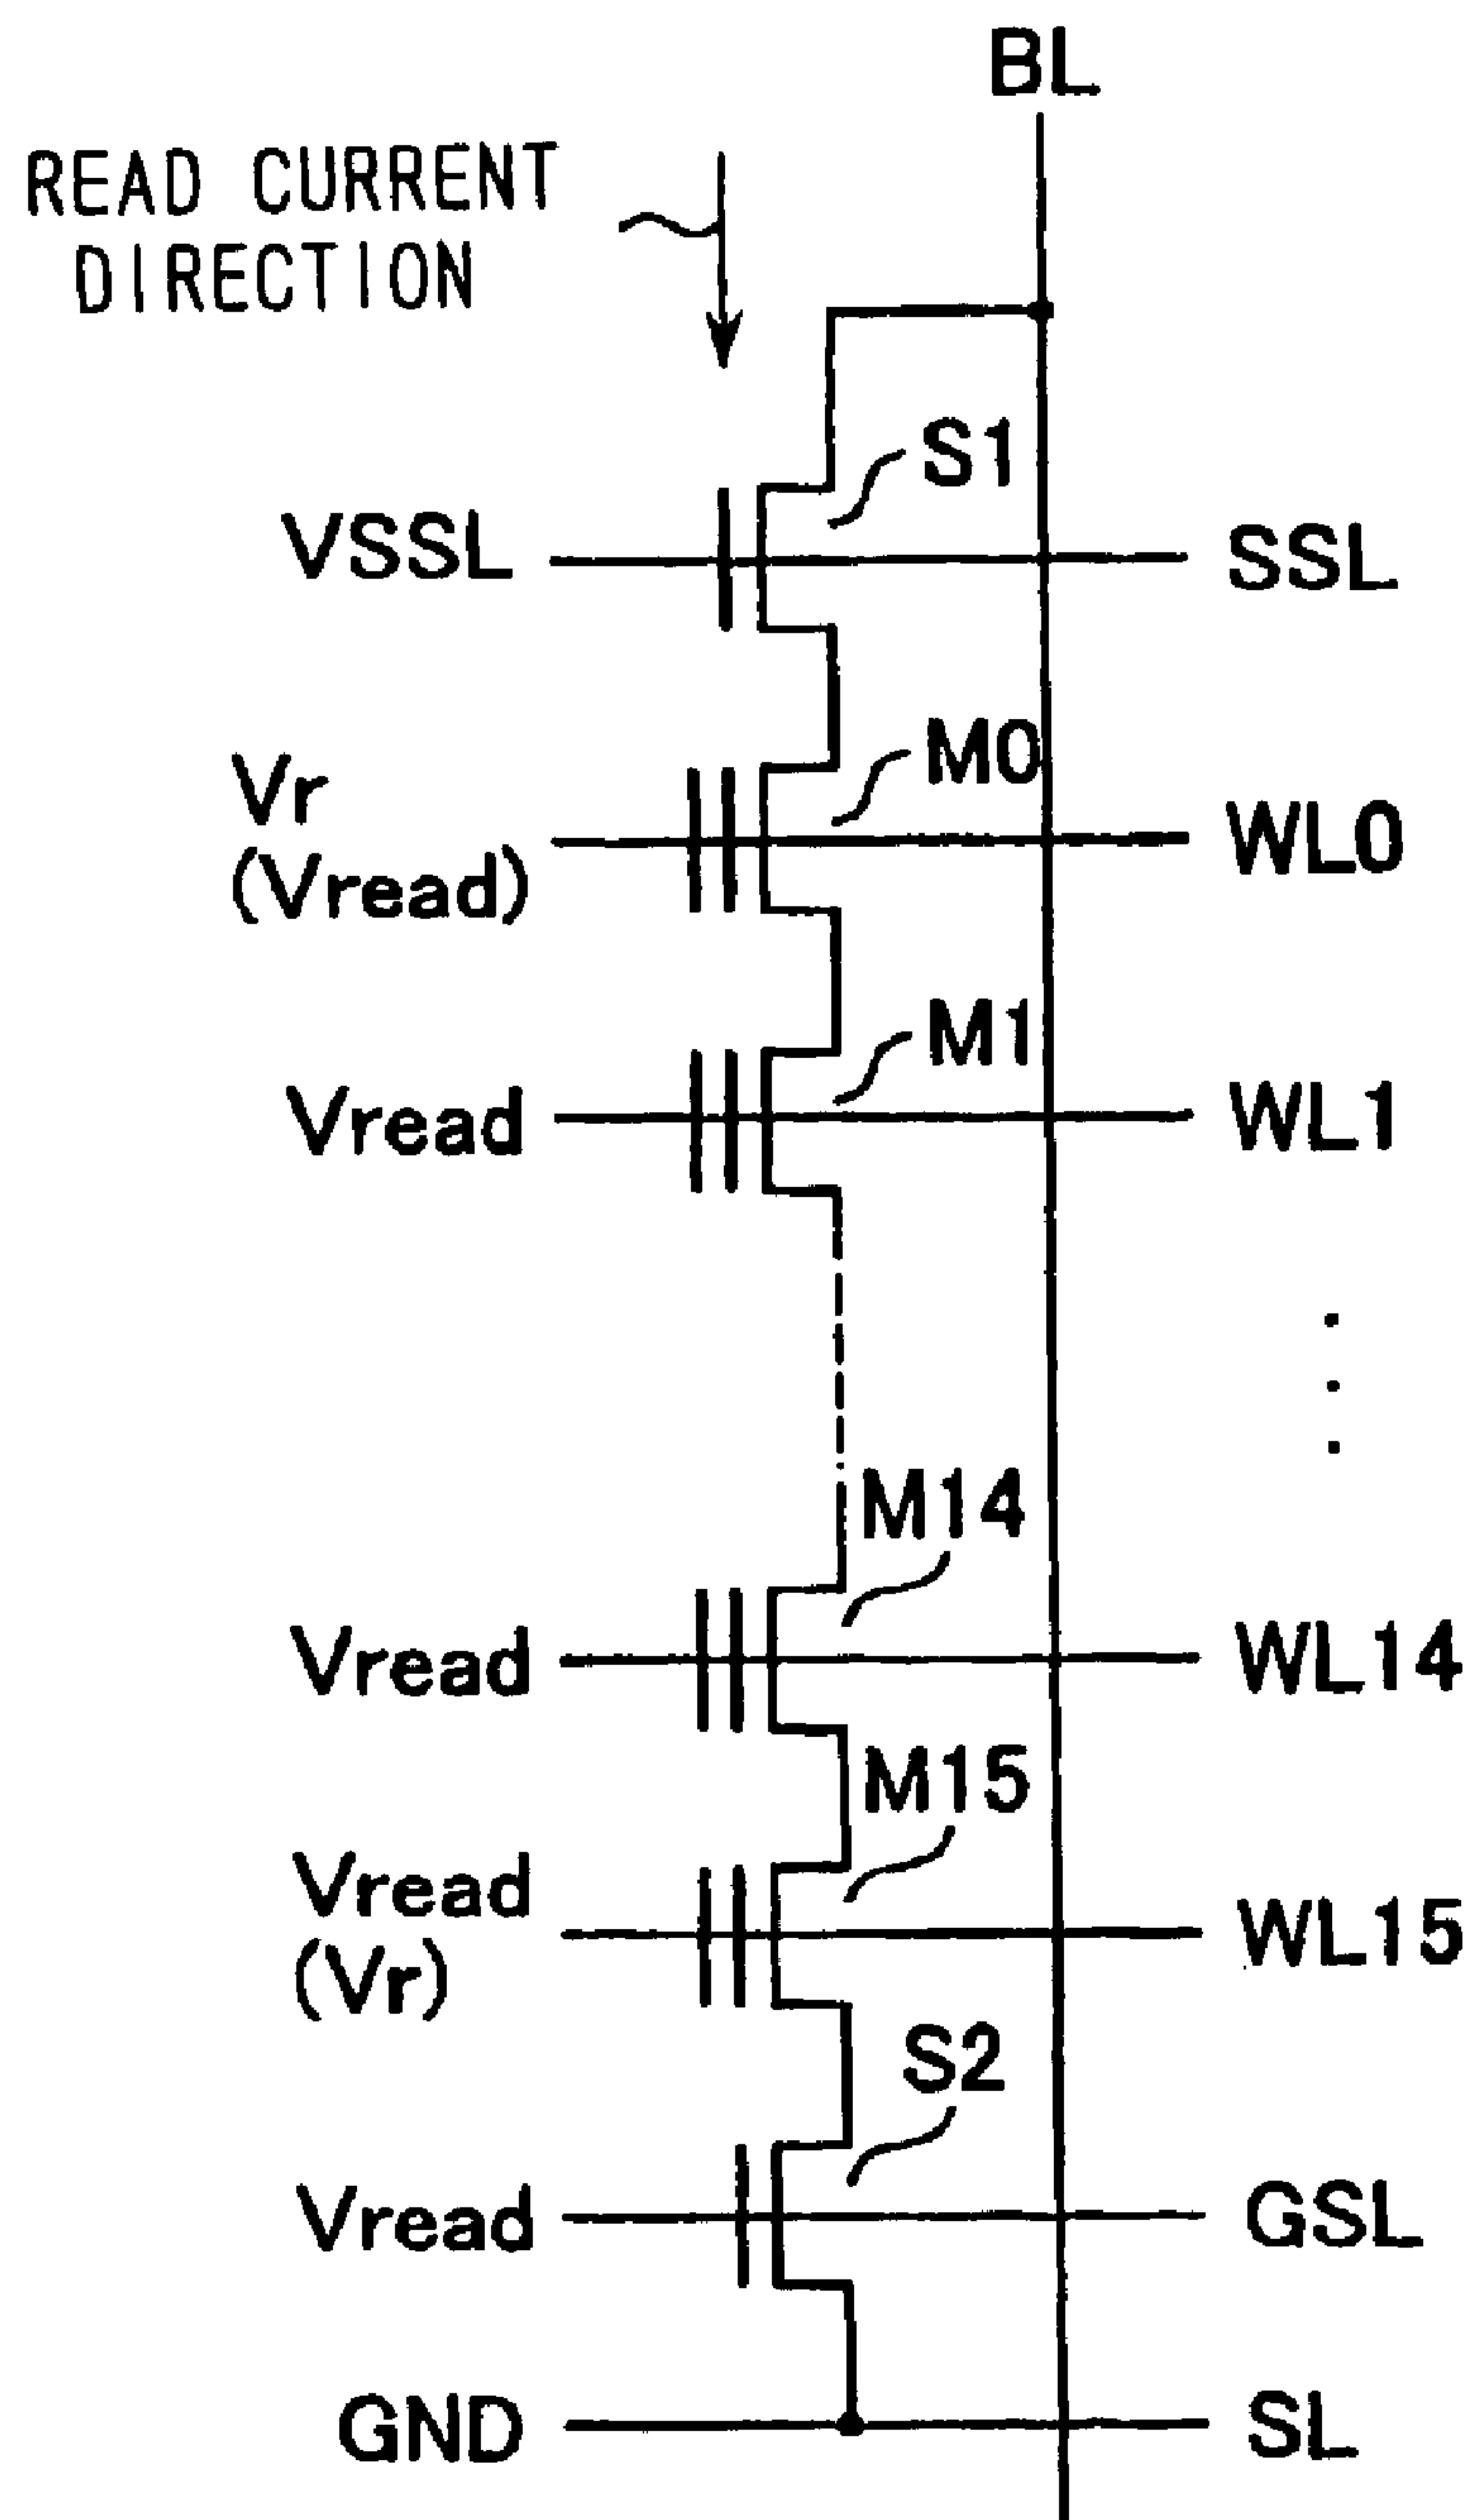 BL
READ CURRENT
DIRECTION
S1
VSSL
SSL
M0
Vr
(Vread)
WL0
M1
Vread
WL1
M14
Vread
WL14
M15
Vread
(Vr)
WL15
S2
Vread
GSL
GND
SL